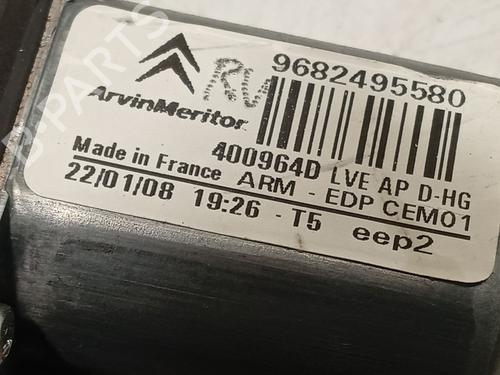 9682495580
ArvinMeritor
400964D LVE AP D-HG
Made in France ARM - EDP CEM01
22/01/08 19:26 - T5 eep2
B-PARTS